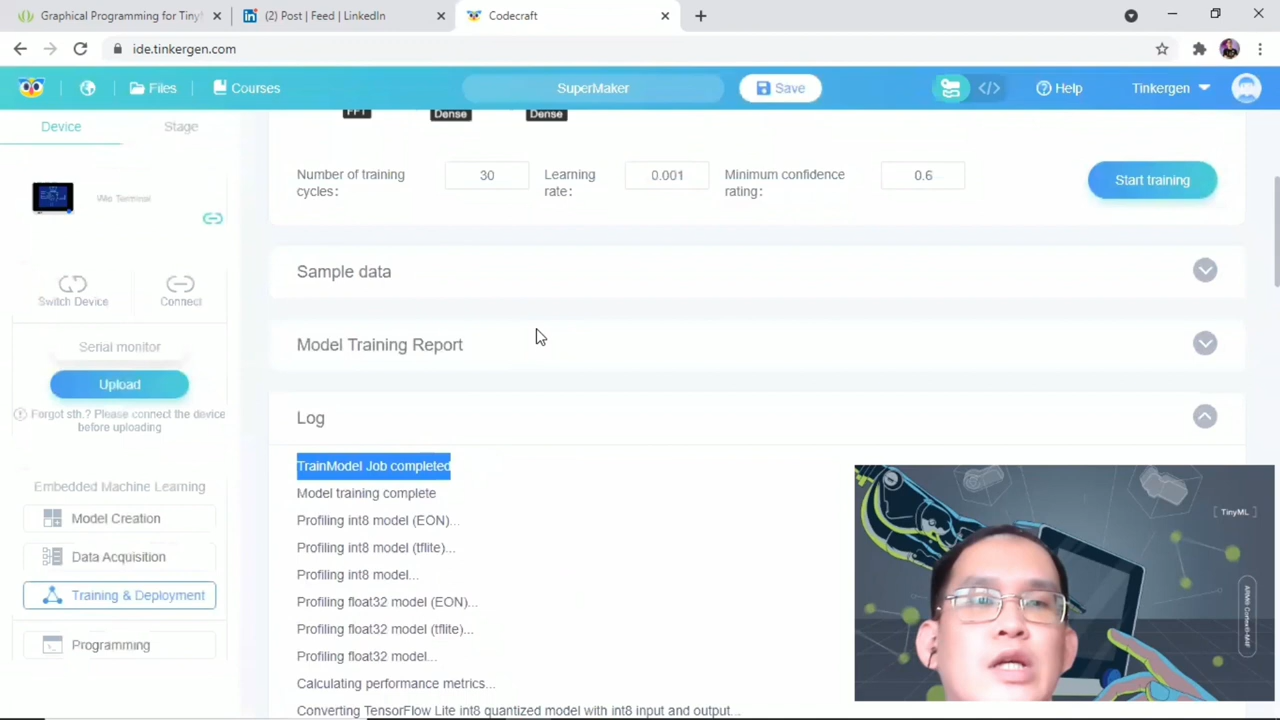 Graphical Programming for Tiny
(2) Post | Feed | LinkedIn
Codecraft
ide.tinkergen.com
Files
Courses
SuperMaker
Save
Help
Tinkergen
Device
Stage
FFT
Dense
Dense
Wio Terminal
Number of training cycles:
30
Learning rate:
0.001
Minimum confidence rating:
0.6
Start training
Sample data
Switch Device
Connect
Serial monitor
Model Training Report
Upload
Forgot sth.? Please connect the device
before uploading
Log
TrainModel Job completed
Model training complete
Profiling int8 model (EON)...
Profiling int8 model (tflite)...
Profiling int8 model...
Profiling float32 model (EON)...
Profiling float32 model (tflite)...
Profiling float32 model...
Calculating performance metrics...
Converting TensorFlow Lite int8 quantized model with int8 input and output...
Embedded Machine Learning
Model Creation
Data Acquisition
Training & Deployment
Programming
[ TinyML ]